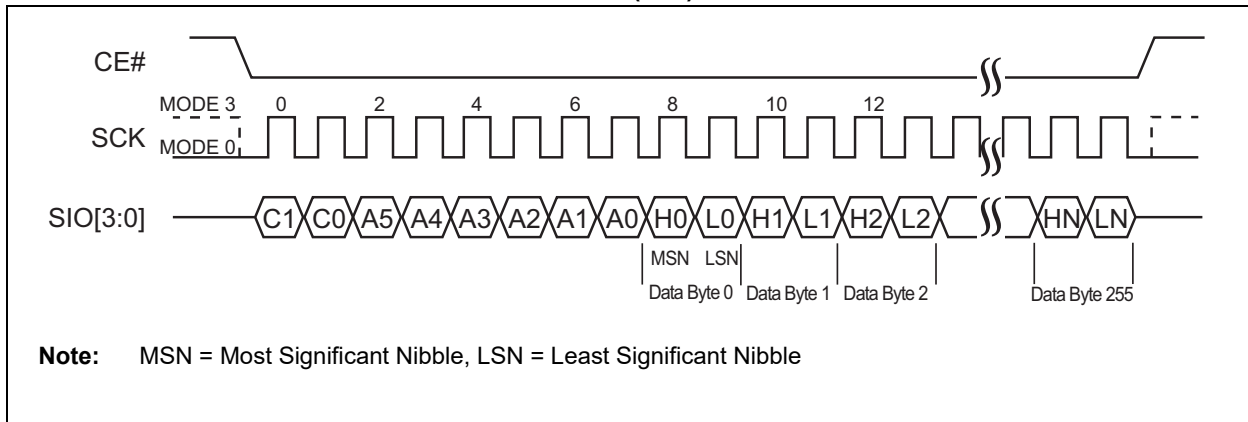 CE#
MODE 3 0 2 4 6 8 10 12
SCK
MODE 0
SIO[3:0] C1 C0 A5 A4 A3 A2 A1 A0 H0 L0 H1 L1 H2 L2 HN LN
MSN LSN
Data Byte 0 Data Byte 1 Data Byte 2 Data Byte 255
Note: MSN = Most Significant Nibble, LSN = Least Significant Nibble